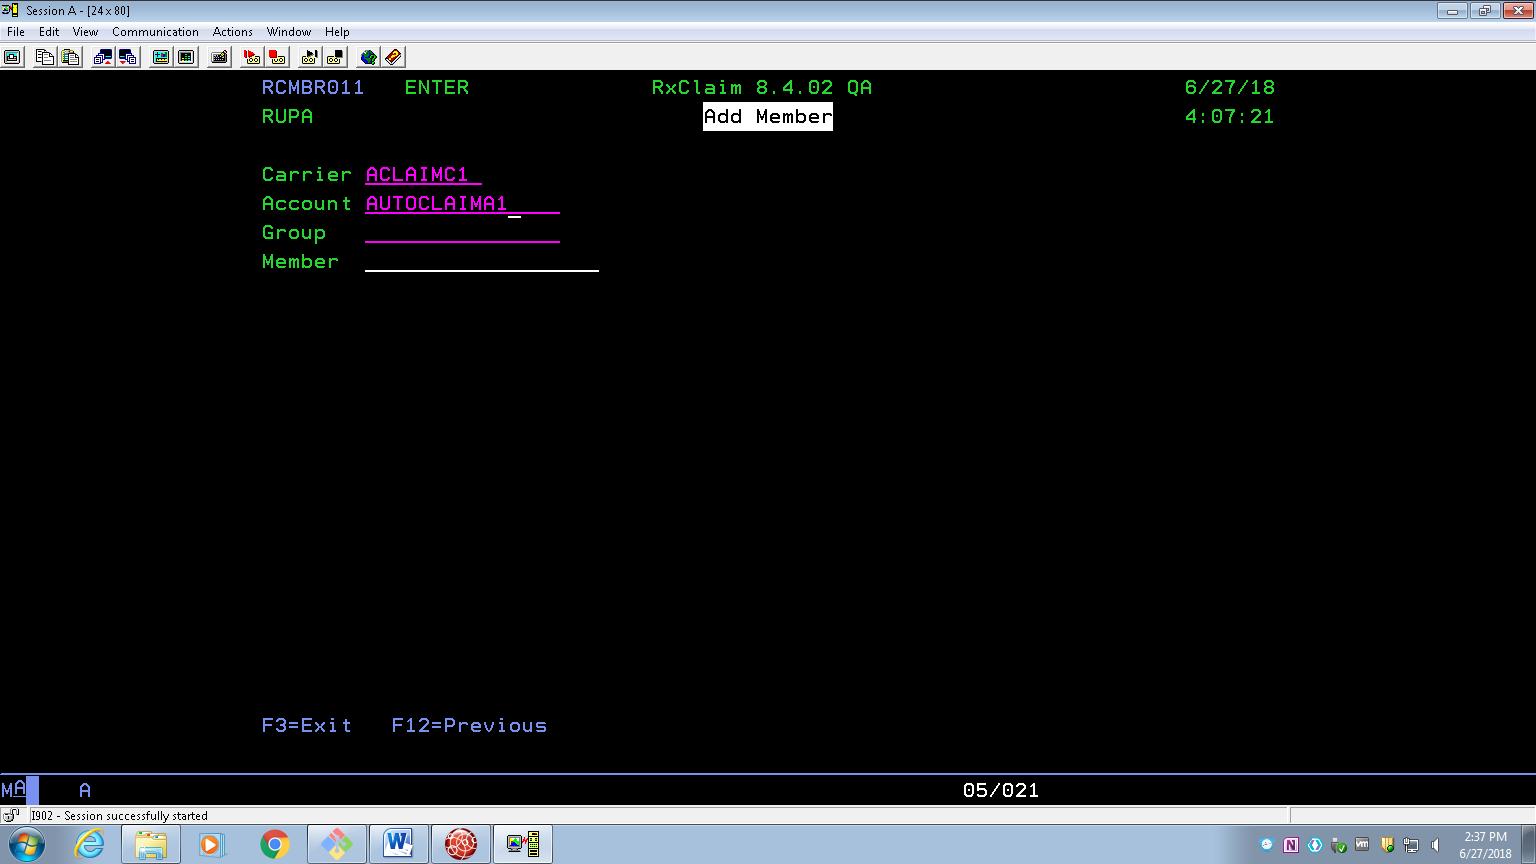 Session A - [24 x 80]
File Edit View Communication Actions Window Help
RCMBR011 ENTER RxClaim 8.4.02 QA 6/27/18
RUPA Add Member 4:07:21
Carrier ACLAIMC1
Account AUTOCLAIMA1
Group
Member
F3=Exit F12=Previous
MA A 05/021
I902 - Session successfully started
2:37 PM
6/27/2018